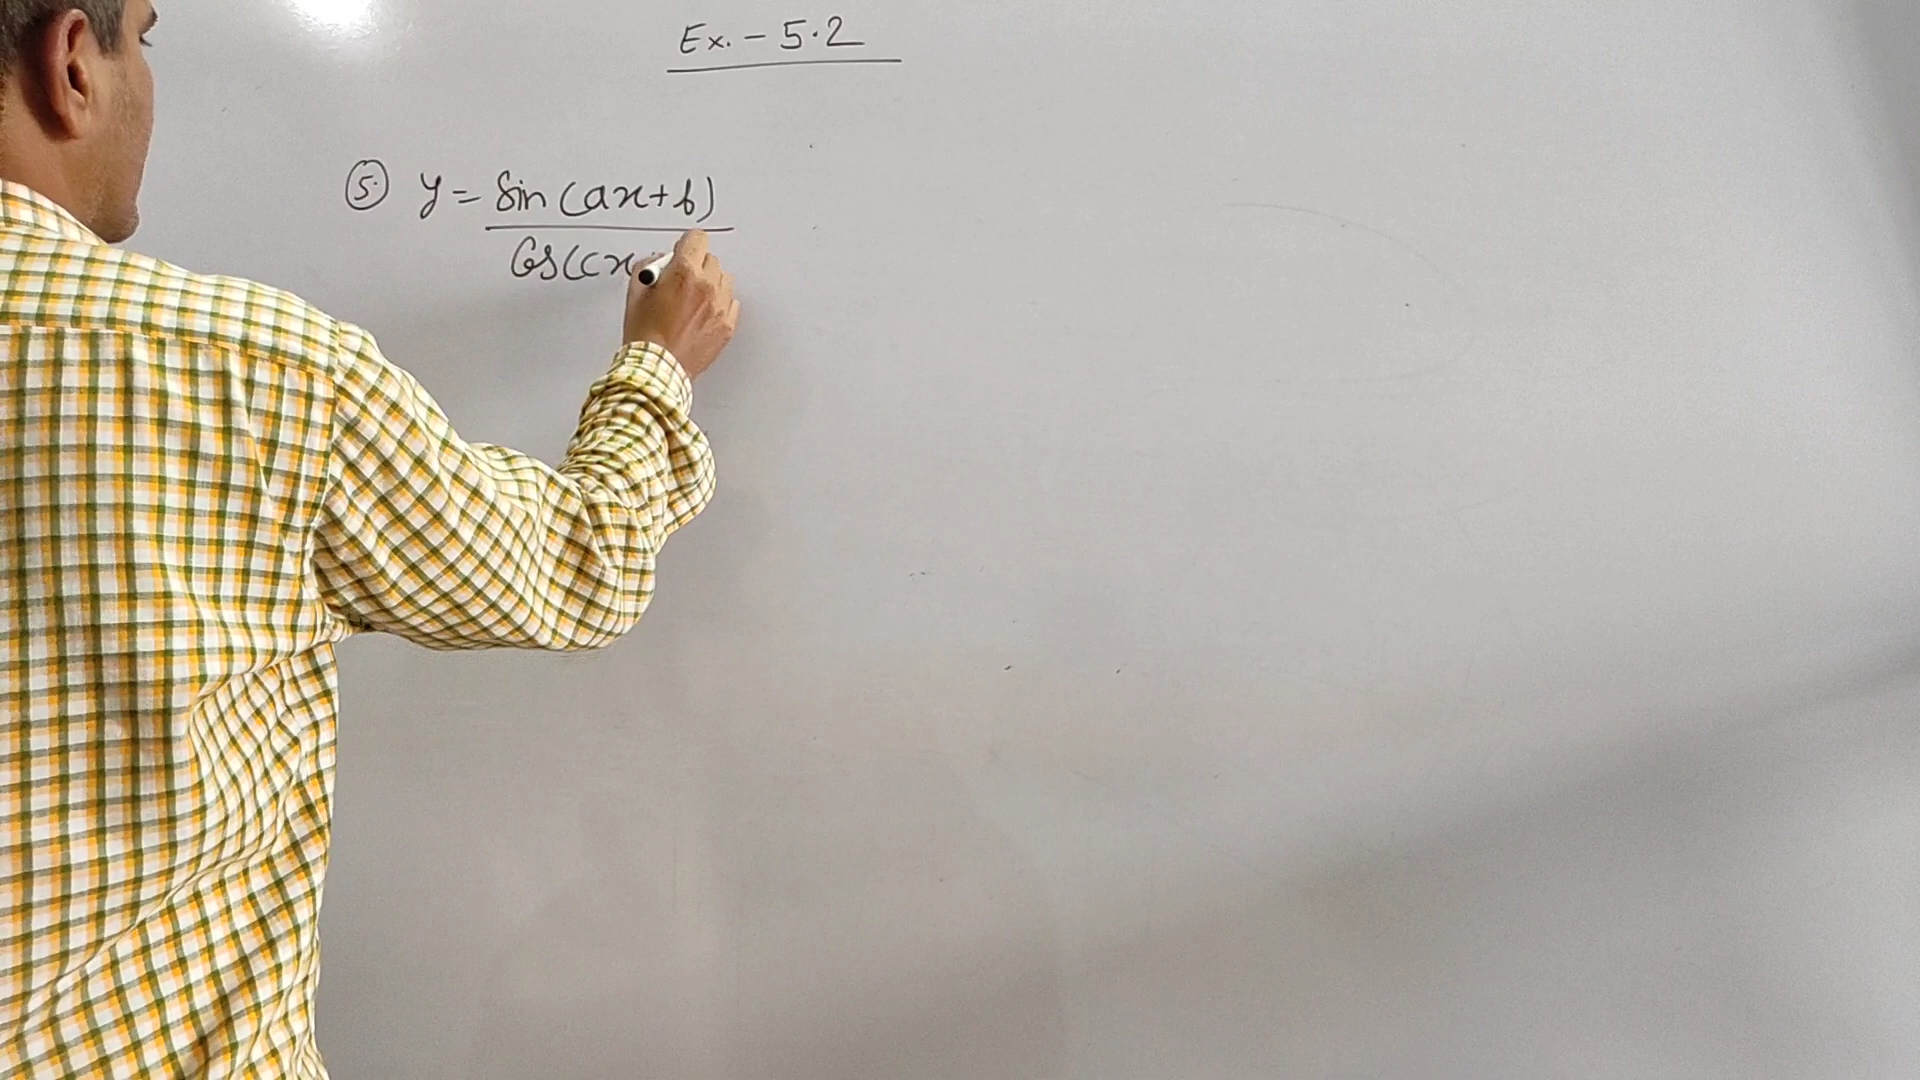 Ex. - 5.2
⑤ y = Sin (ax+b)
Cos(cx